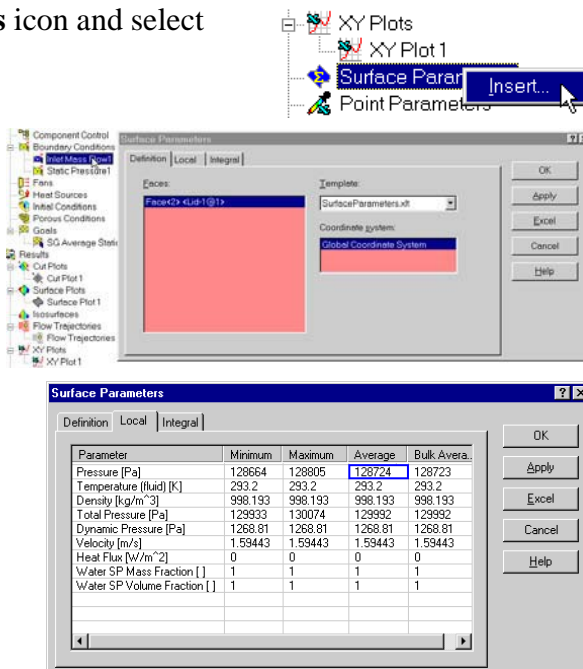 s icon and select
XY Plots
XY Plot 1
Surface Param
Insert...
Point Parameters
Component Control
Boundary Conditions
Inlet Mass Flow1
Static Pressure1
Fans
Heat Sources
Initial Conditions
Porous Conditions
Goals
SG Average Stati
Results
Cut Plots
Cut Plot 1
Surface Plots
Surface Plot 1
Isosurfaces
Flow Trajectories
Flow Trajectories
XY Plots
XY Plot 1
Surface Parameters
Definition Local Integral
Faces:
Face<2> <Lid-1@1>
Template:
SurfaceParameters.xlt
Coordinate system:
Global Coordinate System
OK
Apply
Excel
Cancel
Help
Surface Parameters
Definition Local Integral
Parameter Minimum Maximum Average Bulk Avera..
Pressure [Pa] 128664 128805 128724 128723
Temperature (fluid) [K] 293.2 293.2 293.2 293.2
Density [kg/m^3] 998.193 998.193 998.193 998.193
Total Pressure [Pa] 129933 130074 129992 129992
Dynamic Pressure [Pa] 1268.81 1268.81 1268.81 1268.81
Velocity [m/s] 1.59443 1.59443 1.59443 1.59443
Heat Flux [W/m^2] 0 0 0 0
Water SP Mass Fraction [ ] 1 1 1 1
Water SP Volume Fraction [ ] 1 1 1 1
OK
Apply
Excel
Cancel
Help